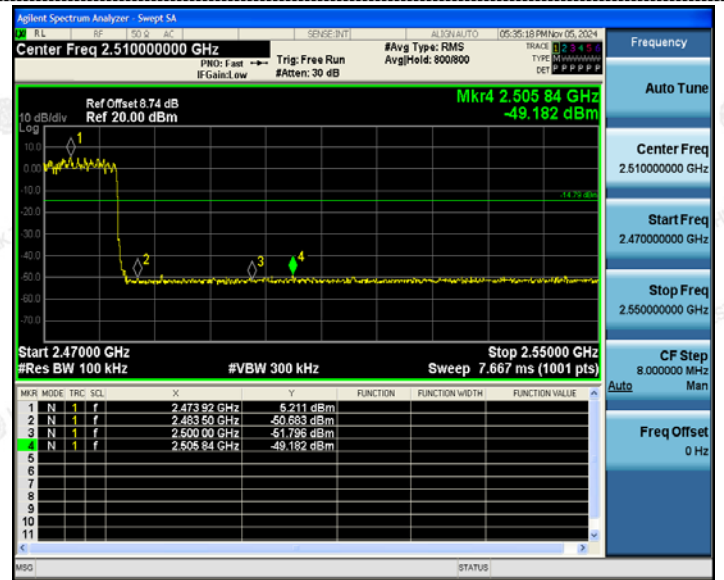 Agilent Spectrum Analyzer - Swept SA
RL RF 50 Ω AC SENSE:INT ALIGN AUTO 05:35:18 PM Nov 05, 2024
Center Freq 2.510000000 GHz
PNO: Fast
IFGain:Low
Trig: Free Run
#Atten: 30 dB
#Avg Type: RMS
Avg|Hold: 800/800
TRACE 1 2 3 4 5 6
TYPE M
DET P P P P P P
Ref Offset 8.74 dB
10 dB/div Ref 20.00 dBm
Log
Mkr4 2.505 84 GHz
-49.182 dBm
10.0
0.00
-10.0
-20.0
-30.0
-40.0
-50.0
-60.0
-70.0
1
2
3
4
-14.79 dBm
Start 2.47000 GHz Stop 2.55000 GHz
#Res BW 100 kHz #VBW 300 kHz Sweep 7.667 ms (1001 pts)
MKR MODE TRC SCL X Y FUNCTION FUNCTION WIDTH FUNCTION VALUE
1 N 1 f 2.473 92 GHz 5.211 dBm
2 N 1 f 2.483 50 GHz -50.683 dBm
3 N 1 f 2.500 00 GHz -51.796 dBm
4 N 1 f 2.505 84 GHz -49.182 dBm
5
6
7
8
9
10
11
MSG STATUS
Frequency
Auto Tune
Center Freq
2.510000000 GHz
Start Freq
2.470000000 GHz
Stop Freq
2.550000000 GHz
CF Step
8.000000 MHz
Auto Man
Freq Offset
0 Hz